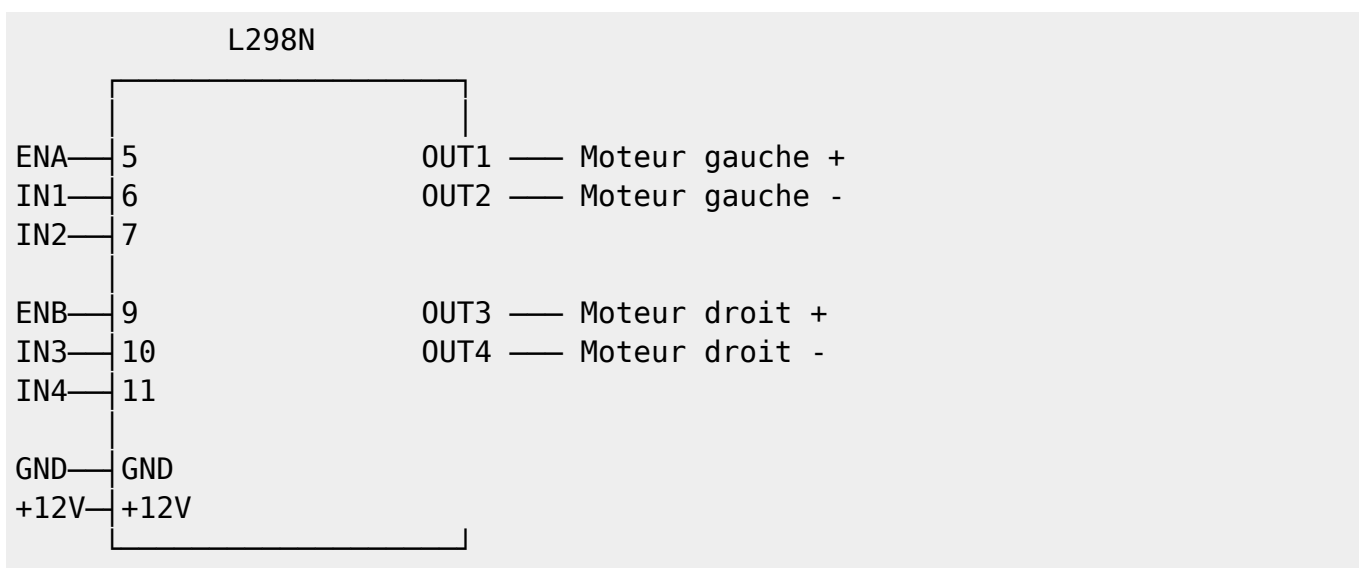 L298N
ENA 5 OUT1 Moteur gauche +
IN1 6 OUT2 Moteur gauche -
IN2 7
ENB 9 OUT3 Moteur droit +
IN3 10 OUT4 Moteur droit -
IN4 11
GND GND
+12V +12V